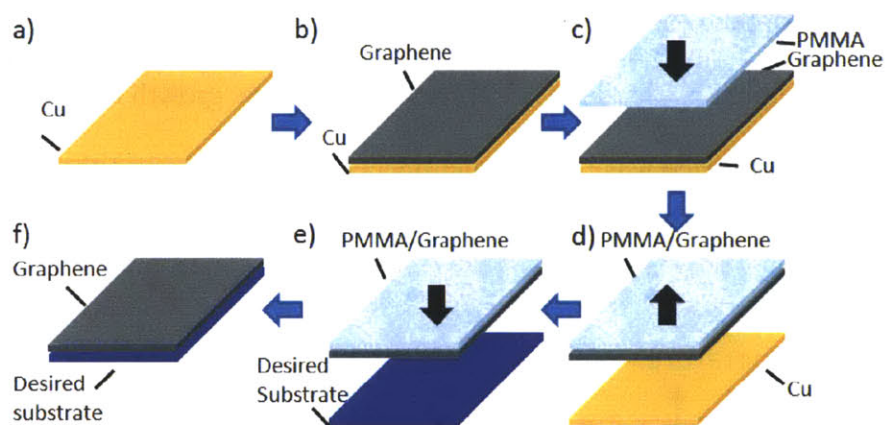 a)
Cu
b)
Graphene
Cu
c)
PMMA
Graphene
Cu
d)
PMMA/Graphene
Cu
e)
PMMA/Graphene
Desired
Substrate
f)
Graphene
Desired
substrate